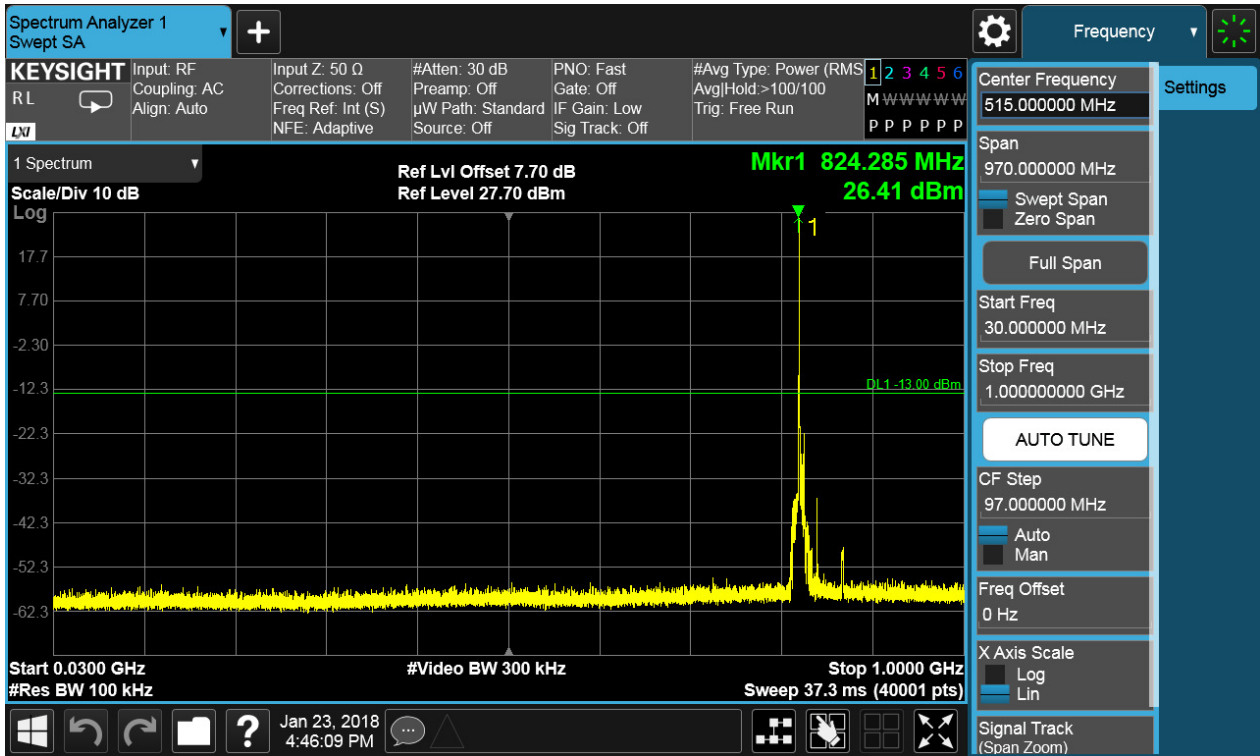 Spectrum Analyzer 1
Swept SA
Frequency
KEYSIGHT
RL
LXI
Input: RF
Coupling: AC
Align: Auto
Input Z: 50 Ω
Corrections: Off
Freq Ref: Int (S)
NFE: Adaptive
#Atten: 30 dB
Preamp: Off
µW Path: Standard
Source: Off
PNO: Fast
Gate: Off
IF Gain: Low
Sig Track: Off
#Avg Type: Power (RMS
Avg|Hold:>100/100
Trig: Free Run
1 2 3 4 5 6
M W W W W W
P P P P P P
1 Spectrum
Scale/Div 10 dB
Ref Lvl Offset 7.70 dB
Ref Level 27.70 dBm
Mkr1 824.285 MHz
26.41 dBm
Log
1
17.7
7.70
-2.30
-12.3
DL1 -13.00 dBm
-22.3
-32.3
-42.3
-52.3
-62.3
Start 0.0300 GHz
#Video BW 300 kHz
Stop 1.0000 GHz
#Res BW 100 kHz
Sweep 37.3 ms (40001 pts)
Center Frequency
515.000000 MHz
Settings
Span
970.000000 MHz
Swept Span
Zero Span
Full Span
Start Freq
30.000000 MHz
Stop Freq
1.000000000 GHz
AUTO TUNE
CF Step
97.000000 MHz
Auto
Man
Freq Offset
0 Hz
X Axis Scale
Log
Lin
Signal Track
(Span Zoom)
?
Jan 23, 2018
4:46:09 PM